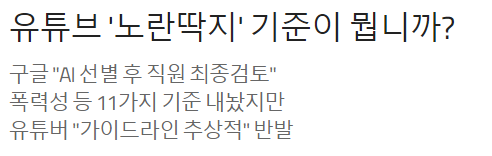 유튜브 '노란딱지' 기준이 뭡니까?
구글 "AI 선별 후 직원 최종검토"
폭력성 등 11가지 기준 내놨지만
유튜버 "가이드라인 추상적" 반발